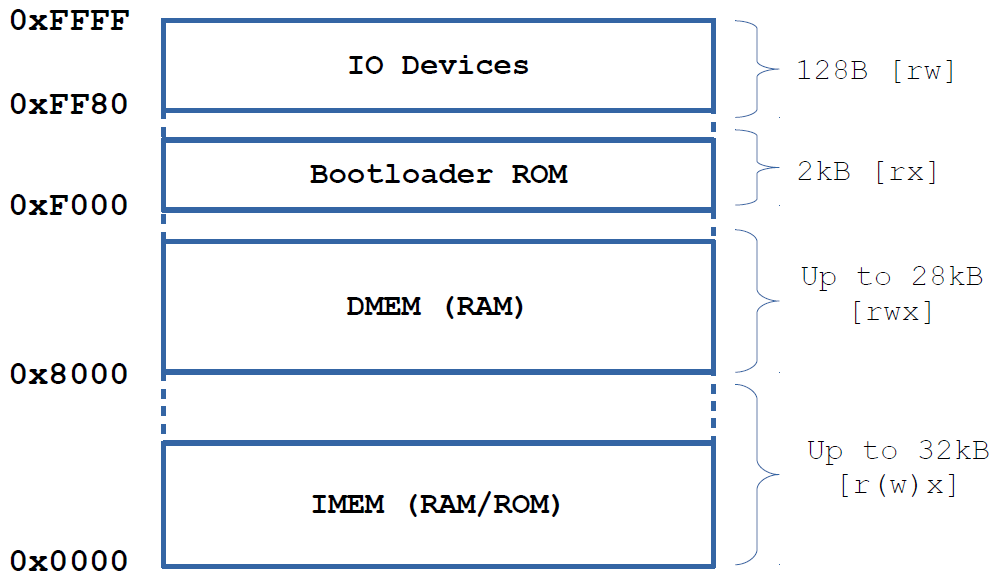 0xFFFF
IO Devices
128B [rw]
0xFF80
Bootloader ROM
2kB [rx]
0xF000
Up to 28kB
[rwx]
DMEM (RAM)
0x8000
Up to 32kB
[r(w)x]
IMEM (RAM/ROM)
0x0000